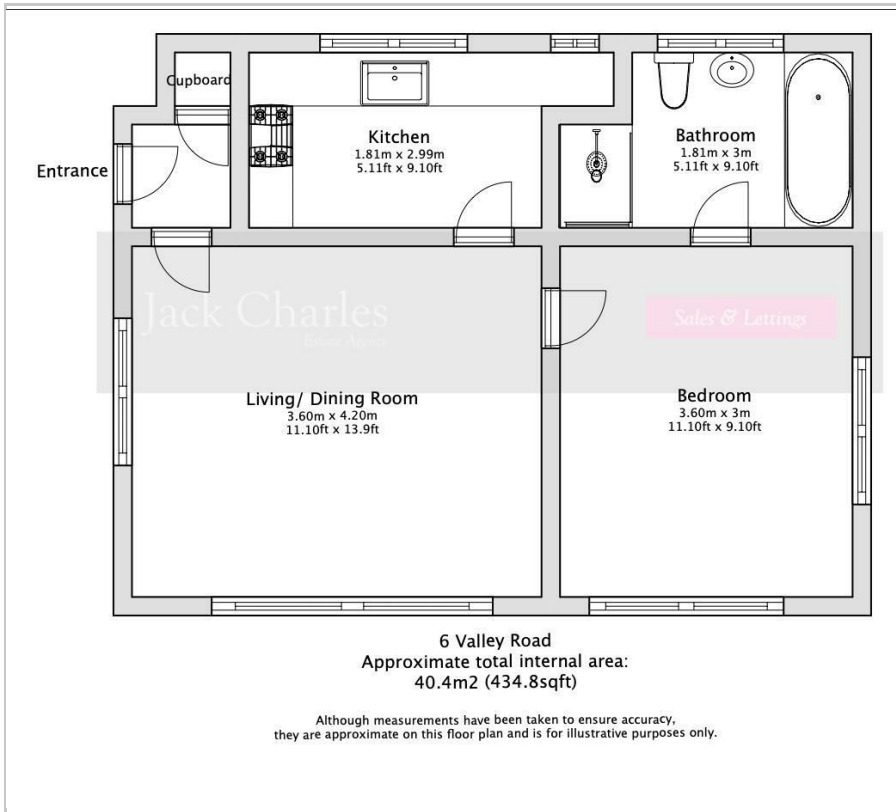 Cupboard
Kitchen
1.81m x 2.99m
5.11ft x 9.10ft
Bathroom
1.81m x 3m
5.11ft x 9.10ft
Entrance
Jack Charles
Estate Agents
Sales & Lettings
Living/ Dining Room
3.60m x 4.20m
11.10ft x 13.9ft
Bedroom
3.60m x 3m
11.10ft x 9.10ft
6 Valley Road
Approximate total internal area:
40.4m2 (434.8sqft)
Although measurements have been taken to ensure accuracy,
they are approximate on this floor plan and is for illustrative purposes only.